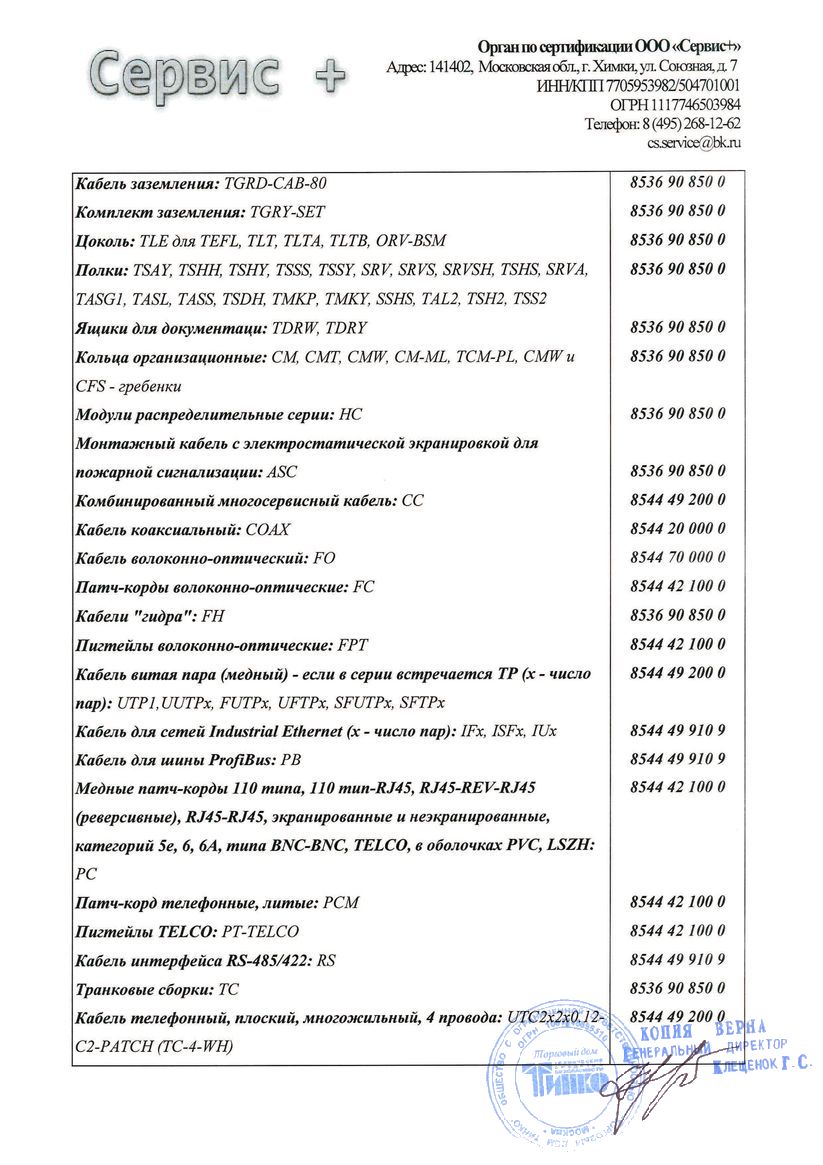 Сервис +
Орган по сертификации ООО «Сервис+»
Адрес: 141402, Московская обл., г. Химки, ул. Союзная, д. 7
ИНН/КПП 7705953982/504701001
ОГРН 1117746503984
Телефон: 8 (495) 268-12-62
cs.service@bk.ru
Кабель заземления: TGRD-CAB-80 8536 90 850 0
Комплект заземления: TGRY-SET 8536 90 850 0
Цоколь: TLE для TEFL, TLT, TLTA, TLTB, ORV-BSM 8536 90 850 0
Полки: TSAY, TSHH, TSHY, TSSS, TSSY, SRV, SRVS, SRVSH, TSHS, SRVA, 8536 90 850 0
TASG1, TASL, TASS, TSDH, TMKP, TMKY, SSHS, TAL2, TSH2, TSS2
Ящики для документаци: TDRW, TDRY 8536 90 850 0
Кольца организационные: CM, CMT, CMW, CM-ML, TCM-PL, CMW и 8536 90 850 0
CFS - гребенки
Модули распределительные серии: HC 8536 90 850 0
Монтажный кабель с электростатической экранировкой для
пожарной сигнализации: ASC 8536 90 850 0
Комбинированный многосервисный кабель: CC 8544 49 200 0
Кабель коаксиальный: COAX 8544 20 000 0
Кабель волоконно-оптический: FO 8544 70 000 0
Патч-корды волоконно-оптические: FC 8544 42 100 0
Кабели "гидра": FH 8536 90 850 0
Пигтейлы волоконно-оптические: FPT 8544 42 100 0
Кабель витая пара (медный) - если в серии встречается TP (х - число 8544 49 200 0
пар): UTP1,UUTPx, FUTPx, UFTPx, SFUTPx, SFTPx
Кабель для сетей Industrial Ethernet (х - число пар): IFx, ISFx, IUx 8544 49 910 9
Кабель для шины ProfiBus: PB 8544 49 910 9
Медные патч-корды 110 типа, 110 тип-RJ45, RJ45-REV-RJ45 8544 42 100 0
(реверсивные), RJ45-RJ45, экранированные и неэкранированные,
категорий 5е, 6, 6А, типа BNC-BNC, TELCO, в оболочках PVC, LSZH:
PC
Патч-корд телефонные, литые: PCM 8544 42 100 0
Пигтейлы TELCO: PT-TELCO 8544 42 100 0
Кабель интерфейса RS-485/422: RS 8544 49 910 9
Транковые сборки: TC 8536 90 850 0
Кабель телефонный, плоский, многожильный, 4 провода: UTC2x2x0.12- 8544 49 200 0
C2-PATCH (TC-4-WH)
КОПИЯ ВЕРНА
ГЕНЕРАЛЬНЫЙ ДИРЕКТОР
КЛЕЩЕНОК Г.С.
Торговый дом
ТИНКО
МОСКВА